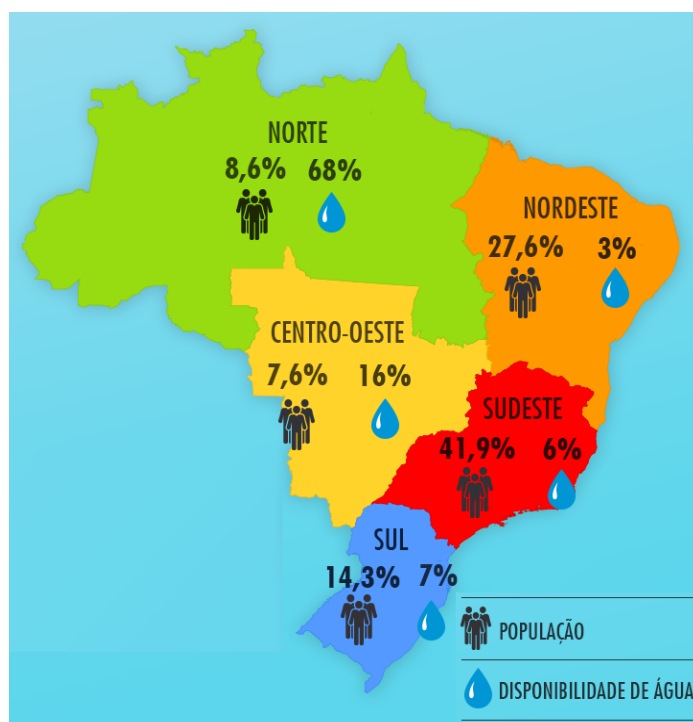 NORTE
8,6% 68%
NORDESTE
27,6% 3%
CENTRO-OESTE
7,6% 16%
SUDESTE
41,9% 6%
SUL
14,3% 7%
POPULAÇÃO
DISPONIBILIDADE DE ÁGUA